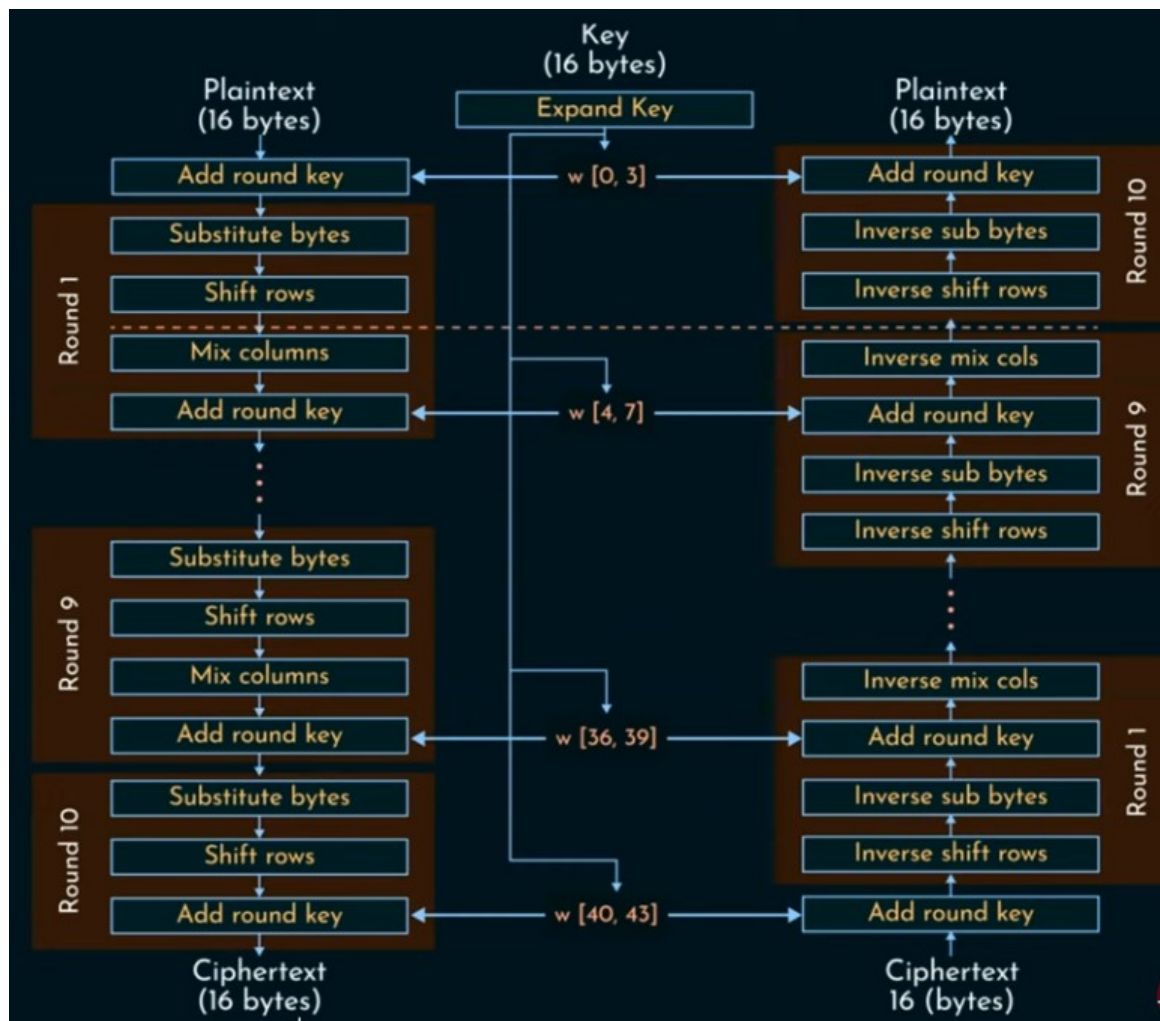 Key
(16 bytes)
Expand Key
Plaintext
(16 bytes)
Add round key
Round 1
Substitute bytes
Shift rows
Mix columns
Add round key
Round 9
Substitute bytes
Shift rows
Mix columns
Add round key
Round 10
Substitute bytes
Shift rows
Add round key
Ciphertext
(16 bytes)
w [0, 3]
w [4, 7]
w [36, 39]
w [40, 43]
Plaintext
(16 bytes)
Add round key
Inverse sub bytes
Inverse shift rows
Round 10
Inverse mix cols
Add round key
Inverse sub bytes
Inverse shift rows
Round 9
Inverse mix cols
Add round key
Inverse sub bytes
Inverse shift rows
Round 1
Add round key
Ciphertext
16 (bytes)